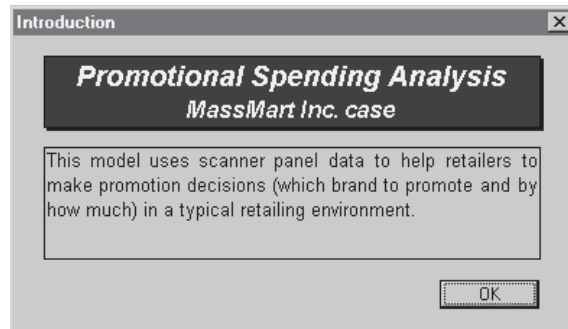 Introduction
Promotional Spending Analysis
MassMart Inc. case
This model uses scanner panel data to help retailers to
make promotion decisions (which brand to promote and by
how much) in a typical retailing environment.
OK